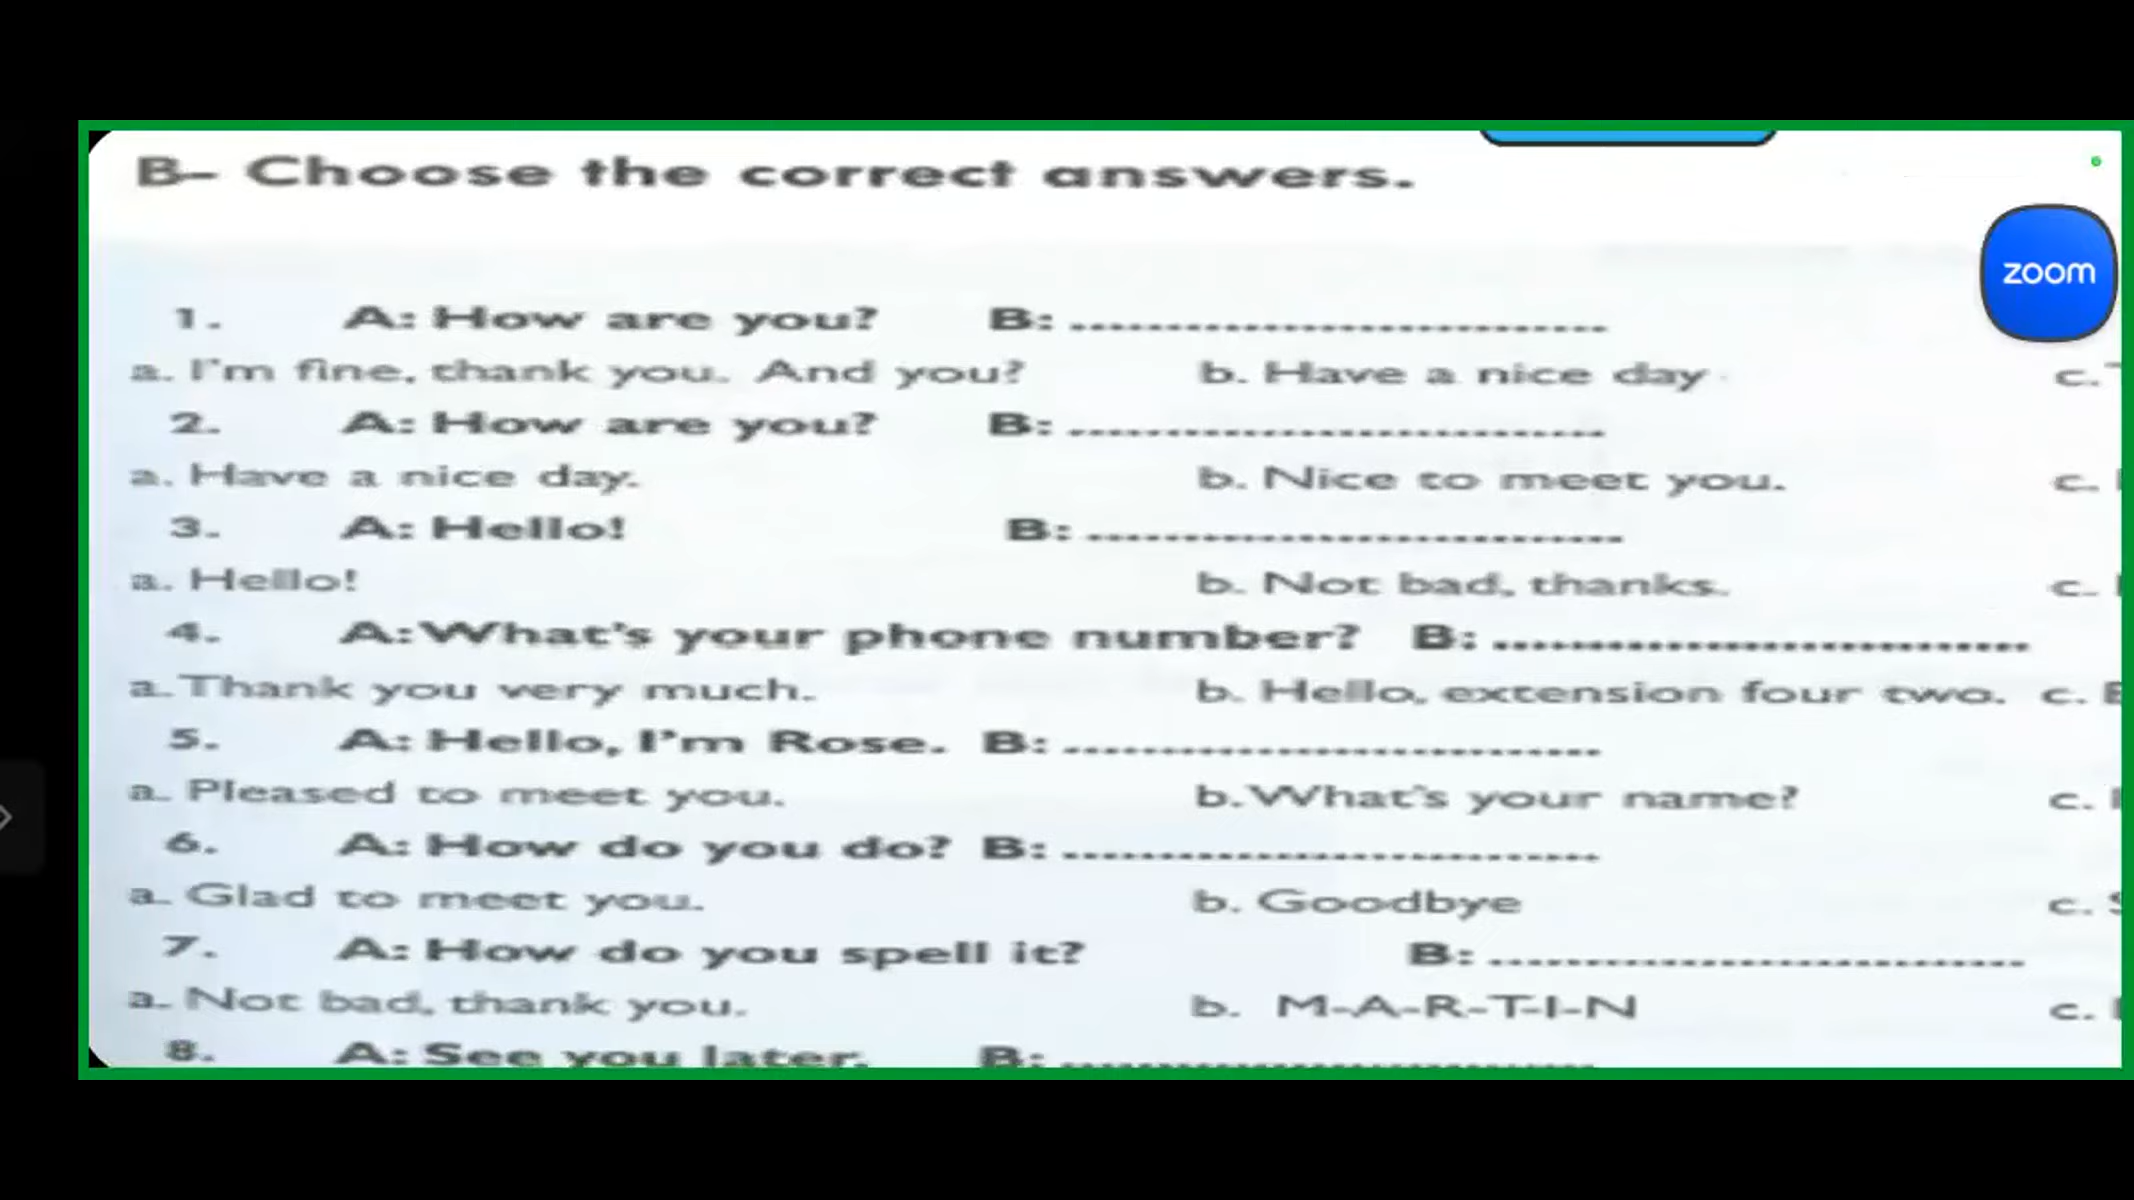 B- Choose the correct answers.
zoom
1. A: How are you? B: ............................
a. I'm fine, thank you. And you? b. Have a nice day c.
2. A: How are you? B: ............................
a. Have a nice day. b. Nice to meet you. c.
3. A: Hello! B: ............................
a. Hello! b. Not bad, thanks. c.
4. A: What's your phone number? B: ............................
a. Thank you very much. b. Hello, extension four two. c.
5. A: Hello, I'm Rose. B: ............................
a. Pleased to meet you. b. What's your name? c.
6. A: How do you do? B: ............................
a. Glad to meet you. b. Goodbye c.
7. A: How do you spell it? B: ............................
a. Not bad, thank you. b. M-A-R-T-I-N c.
8. A: See you later. B: ............................